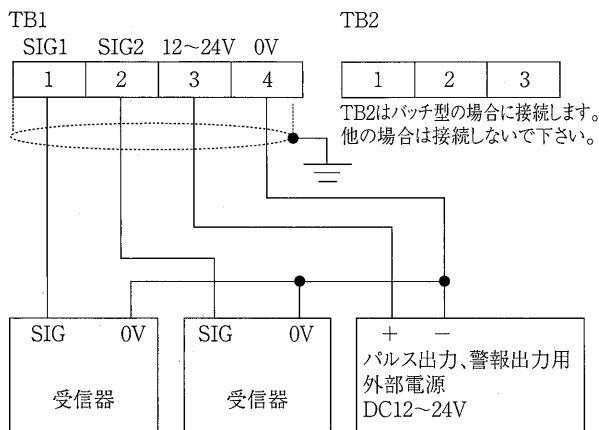 TB1
TB2
SIG1 SIG2 12～24V 0V
1 2 3 4
1 2 3
TB2はバッチ型の場合に接続します。
他の場合は接続しないで下さい。
SIG 0V
受信器
SIG 0V
受信器
+ −
パルス出力、警報出力用
外部電源
DC12～24V